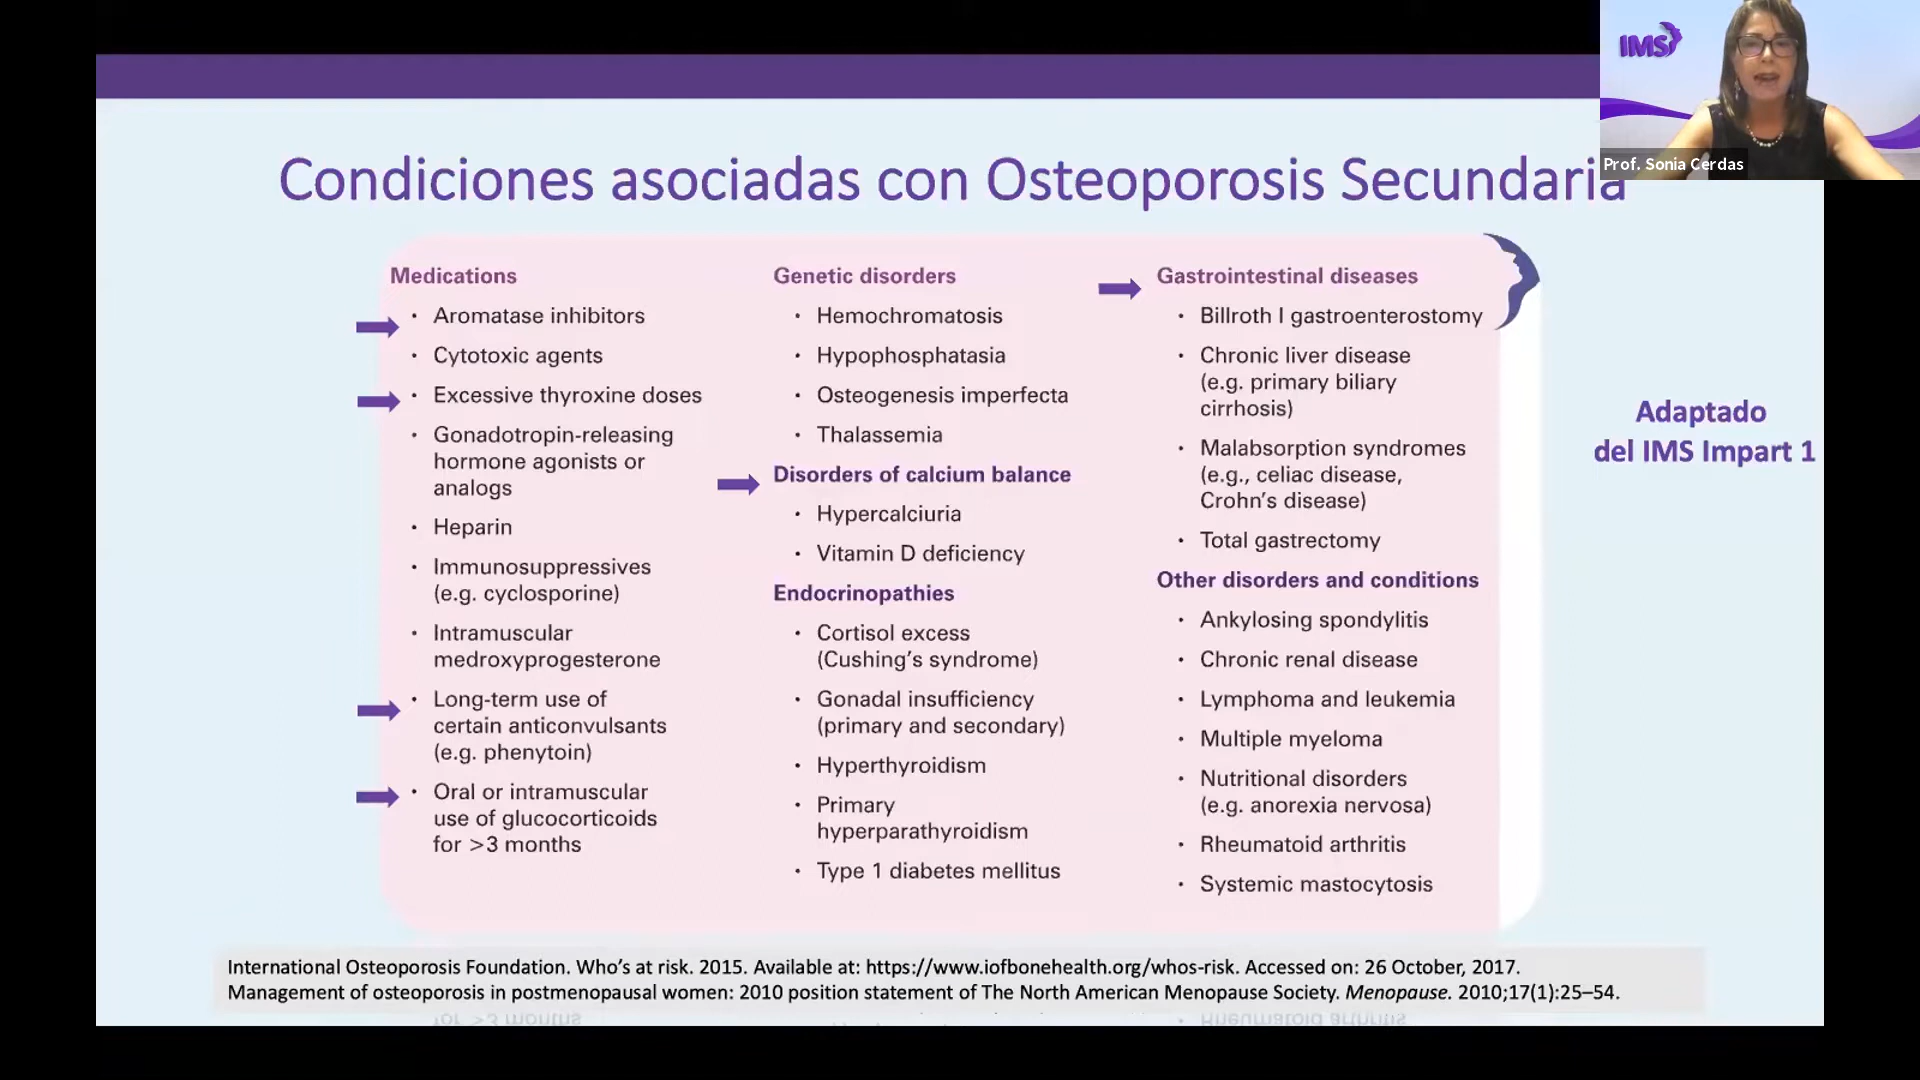 IMS
Prof. Sonia Cerdas
Condiciones asociadas con Osteoporosis Secundaria
Medications
• Aromatase inhibitors
• Cytotoxic agents
• Excessive thyroxine doses
• Gonadotropin-releasing
hormone agonists or
analogs
• Heparin
• Immunosuppressives
(e.g. cyclosporine)
• Intramuscular
medroxyprogesterone
• Long-term use of
certain anticonvulsants
(e.g. phenytoin)
• Oral or intramuscular
use of glucocorticoids
for >3 months
Genetic disorders
• Hemochromatosis
• Hypophosphatasia
• Osteogenesis imperfecta
• Thalassemia
Disorders of calcium balance
• Hypercalciuria
• Vitamin D deficiency
Endocrinopathies
• Cortisol excess
(Cushing's syndrome)
• Gonadal insufficiency
(primary and secondary)
• Hyperthyroidism
• Primary
hyperparathyroidism
• Type 1 diabetes mellitus
Gastrointestinal diseases
• Billroth I gastroenterostomy
• Chronic liver disease
(e.g. primary biliary
cirrhosis)
• Malabsorption syndromes
(e.g., celiac disease,
Crohn's disease)
• Total gastrectomy
Other disorders and conditions
• Ankylosing spondylitis
• Chronic renal disease
• Lymphoma and leukemia
• Multiple myeloma
• Nutritional disorders
(e.g. anorexia nervosa)
• Rheumatoid arthritis
• Systemic mastocytosis
Adaptado
del IMS Impart 1
International Osteoporosis Foundation. Who's at risk. 2015. Available at: https://www.iofbonehealth.org/whos-risk. Accessed on: 26 October, 2017.
Management of osteoporosis in postmenopausal women: 2010 position statement of The North American Menopause Society. Menopause. 2010;17(1):25–54.